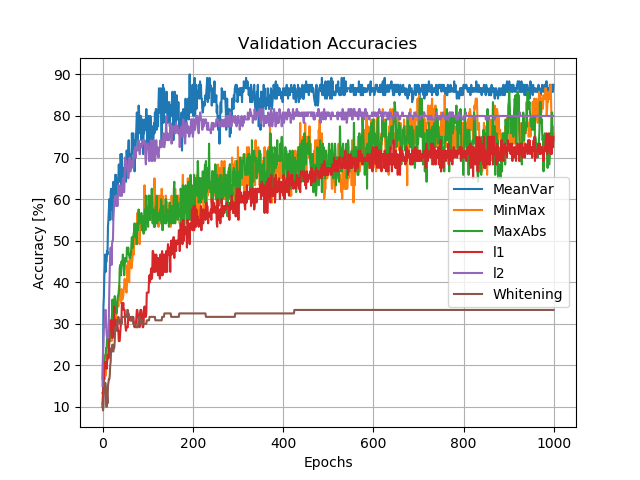 Validation Accuracies
Accuracy [%]
90
80
70
60
50
40
30
20
10
0
200
400
600
800
1000
Epochs
MeanVar
MinMax
MaxAbs
l1
l2
Whitening